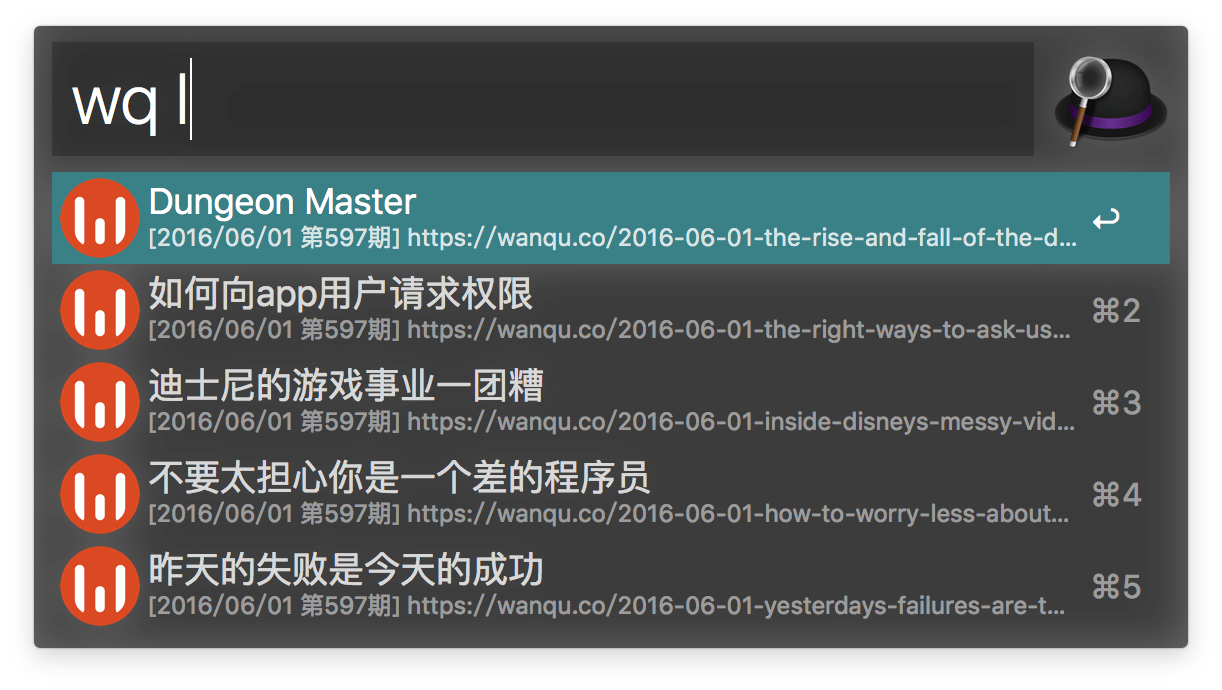 wq l
Dungeon Master
[2016/06/01 第597期] https://wanqu.co/2016-06-01-the-rise-and-fall-of-the-d...
如何向app用户请求权限
[2016/06/01 第597期] https://wanqu.co/2016-06-01-the-right-ways-to-ask-us...
⌘2
迪士尼的游戏事业一团糟
[2016/06/01 第597期] https://wanqu.co/2016-06-01-inside-disneys-messy-vid...
⌘3
不要太担心你是一个差的程序员
[2016/06/01 第597期] https://wanqu.co/2016-06-01-how-to-worry-less-about...
⌘4
昨天的失败是今天的成功
[2016/06/01 第597期] https://wanqu.co/2016-06-01-yesterdays-failures-are-t...
⌘5